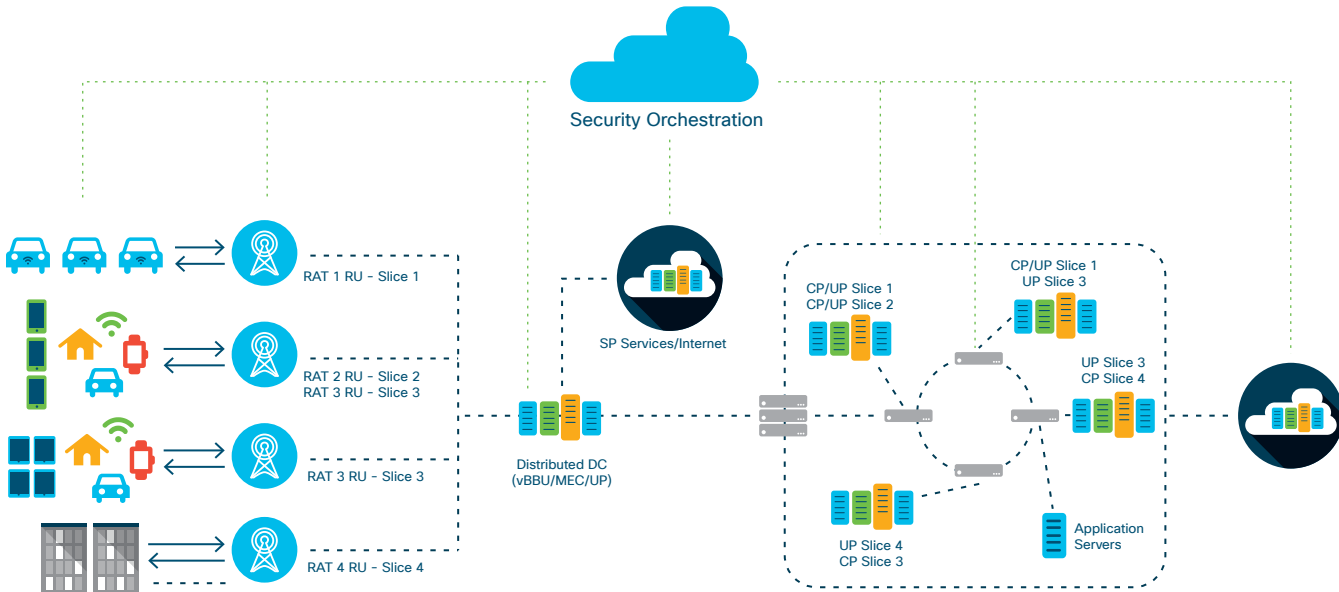 Security Orchestration
RAT 1 RU – Slice 1
RAT 2 RU – Slice 2
RAT 3 RU – Slice 3
RAT 3 RU – Slice 3
RAT 4 RU – Slice 4
SP Services/Internet
Distributed DC
(vBBU/MEC/UP)
CP/UP Slice 1
CP/UP Slice 2
CP/UP Slice 1
UP Slice 3
UP Slice 3
CP Slice 4
UP Slice 4
CP Slice 3
Application
Servers